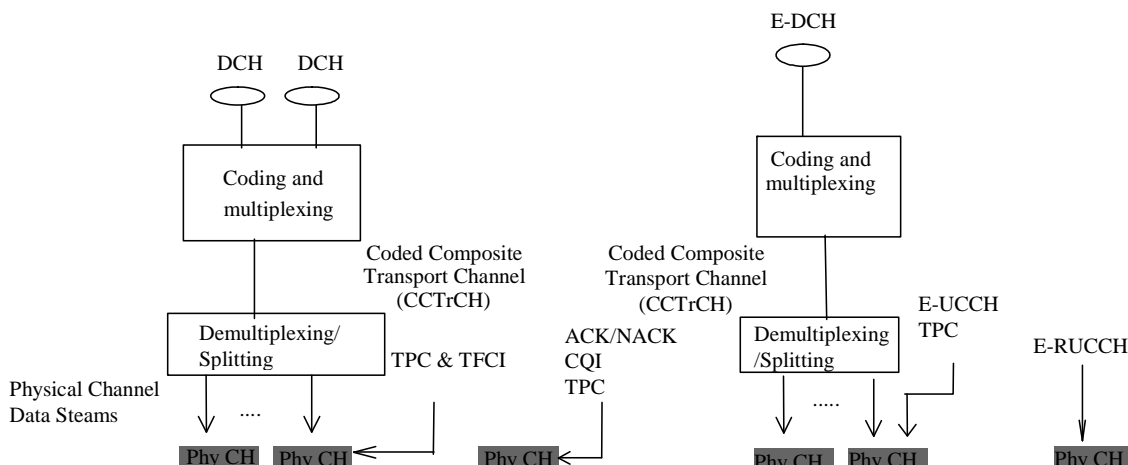 E-DCH
DCH
DCH
Coding and
multiplexing
Coding and
multiplexing
Coded Composite
Transport Channel
(CCTrCH)
Coded Composite
Transport Channel
(CCTrCH)
Demultiplexing/
Splitting
TPC & TFCI
ACK/NACK
CQI
TPC
Demultiplexing
/Splitting
E-UCCH
TPC
E-RUCCH
Physical Channel
Data Steams
....
.....
Phy CH
Phy CH
Phy CH
Phy CH
Phy CH
Phy CH